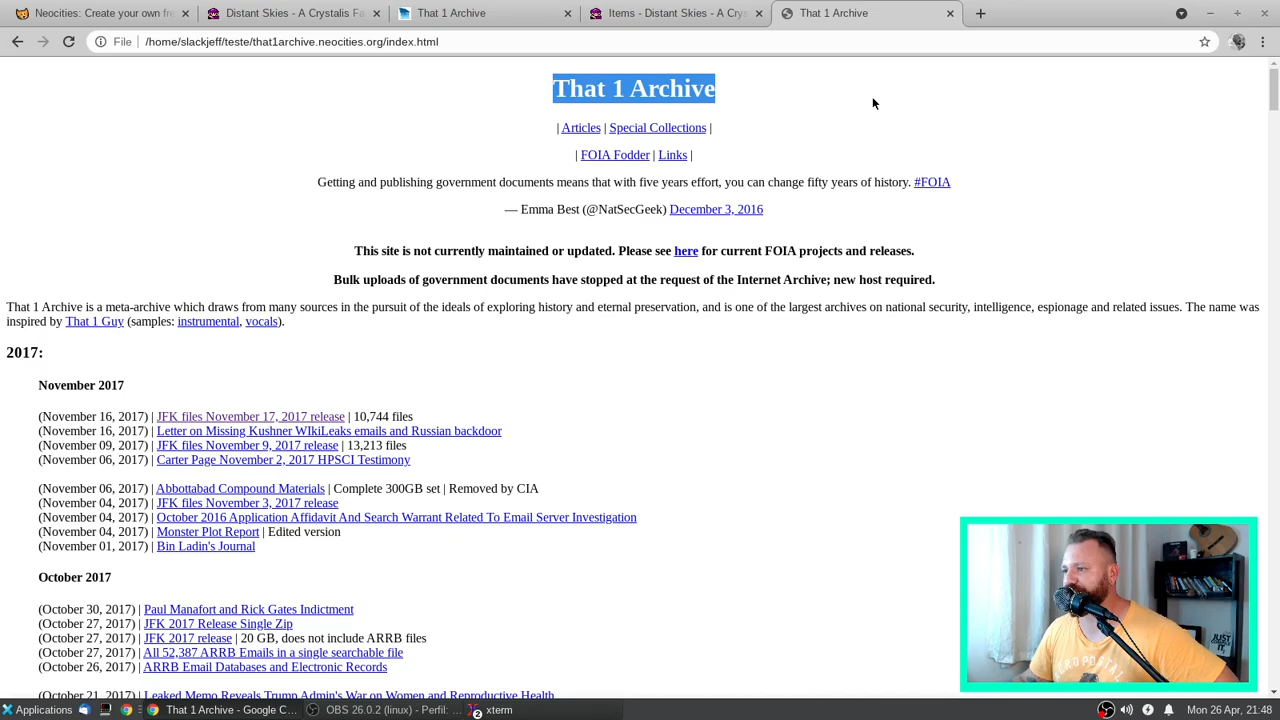 Create your own fre
My Crystalis Fo
That 1 Archive
Items - Studio St
Studio Stays - Crys
That 1 Archive
File
/home/slackjeff/teste/that1archive.neocities.org/index.html
That 1 Archive
| Articles | Special Collections |
| FOIA Fodder | Links |
Getting and publishing government documents means that with five years effort, you can change fifty years of history. #FOIA
— Emma Best (@NatSecGeek) December 3, 2016
This site is not currently maintained or updated. Please see here for current FOIA projects and releases.
Bulk uploads of government documents have stopped at the request of the Internet Archive; new host required.
That 1 Archive is a meta-archive which draws from many sources in the pursuit of the ideals of exploring history and eternal preservation, and is one of the largest archives on national security, intelligence, espionage and related issues. The name was
inspired by That 1 Guy (samples: instrumental, vocals).
2017:
November 2017
(November 16, 2017) | JFK files November 17, 2017 release | 10,744 files
(November 16, 2017) | Letter on Missing Kushner WIkiLeaks emails and Russian backdoor
(November 09, 2017) | JFK files November 9, 2017 release | 13,213 files
(November 06, 2017) | Carter Page November 2, 2017 HPSCI Testimony
(November 06, 2017) | Abbottabad Compound Materials | Complete 300GB set | Removed by CIA
(November 04, 2017) | JFK files November 3, 2017 release
(November 04, 2017) | October 2016 Application Affidavit And Search Warrant Related To Email Server Investigation
(November 04, 2017) | Monster Plot Report | Edited version
(November 01, 2017) | Bin Ladin's Journal
October 2017
(October 30, 2017) | Paul Manafort and Rick Gates Indictment
(October 27, 2017) | JFK 2017 Release Single Zip
(October 27, 2017) | JFK 2017 release | 20 GB, does not include ARRB files
(October 27, 2017) | All 52,387 ARRB Emails in a single searchable file
(October 26, 2017) | ARRB Email Databases and Electronic Records
(October 21, 2017) | Leaked Memo Reveals Trump Admin's War on Women and Reproductive Health
Applications
That 1 Archive - Google C...
OBS 26.0.2 (linux) - Perfil: ...
2
xterm
Mon 26 Apr, 21:48